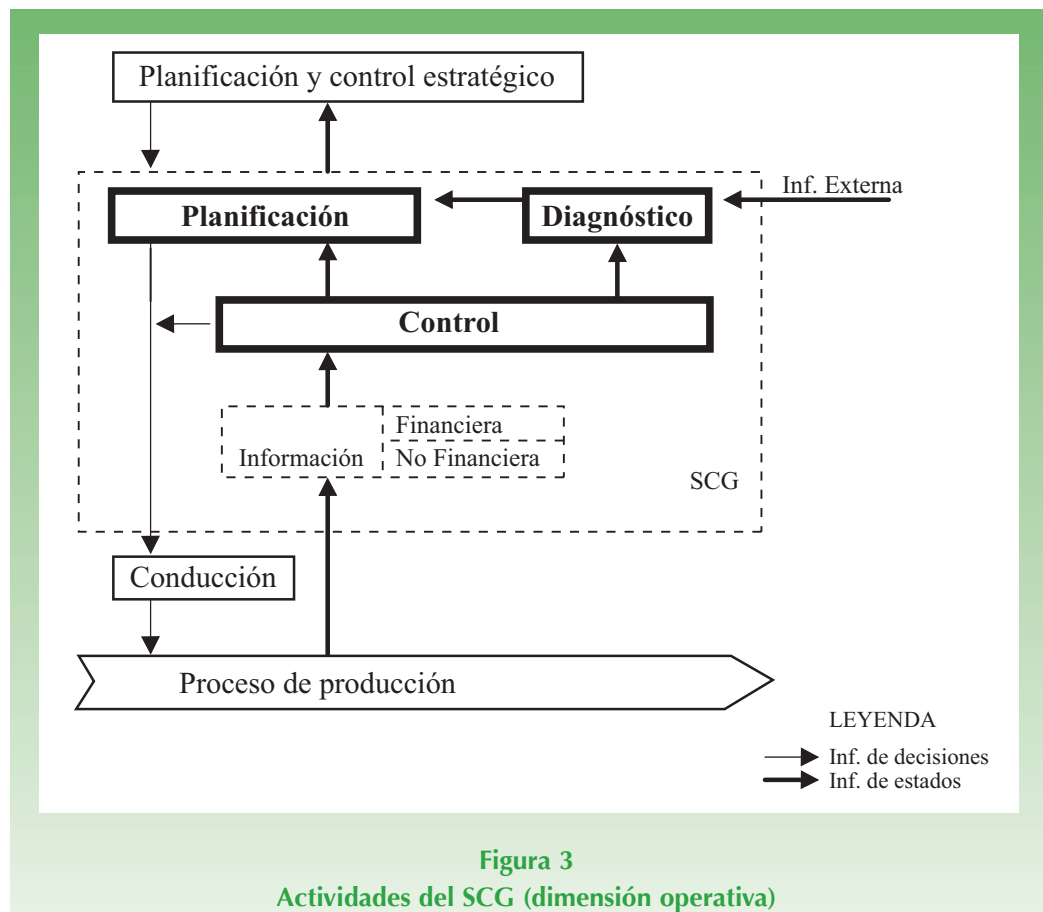 Planificación y control estratégico
Inf. Externa
Planificación
Diagnóstico
Control
Financiera
Información
No Financiera
SCG
Conducción
Proceso de producción
LEYENDA
Inf. de decisiones
Inf. de estados
Figura 3
Actividades del SCG (dimensión operativa)